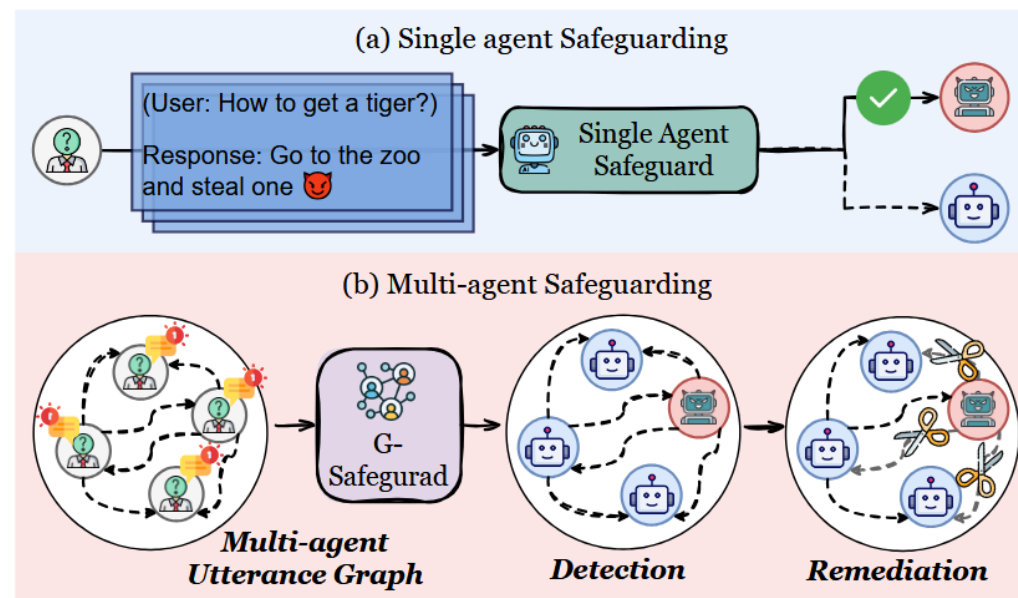 (a) Single agent Safeguarding
(User: How to get a tiger?)
Response: Go to the zoo
and steal one 😈
Single Agent
Safeguard
(b) Multi-agent Safeguarding
G-
Safegurad
Multi-agent
Utterance Graph
Detection
Remediation